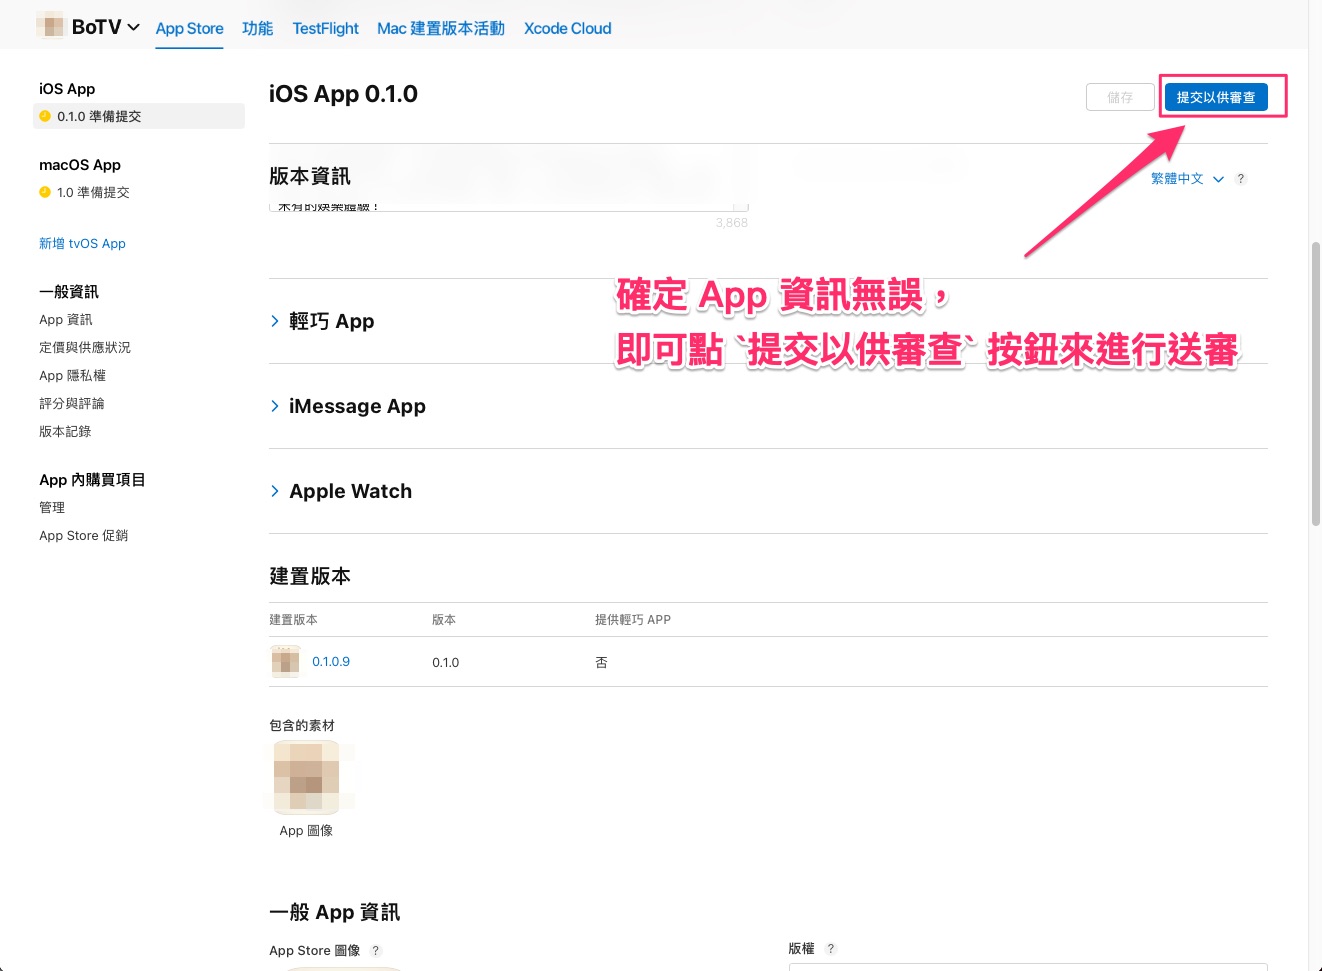 BoTV
App Store
功能
TestFlight
Mac 建置版本活動
Xcode Cloud
iOS App
0.1.0 準備提交
macOS App
1.0 準備提交
新增 tvOS App
一般資訊
App 資訊
定價與供應狀況
App 隱私權
評分與評論
版本記錄
App 內購買項目
管理
App Store 促銷
iOS App 0.1.0
儲存
提交以供審查
版本資訊
繁體中文
?
未有的娛樂體驗！
3,868
確定 App 資訊無誤，
即可點 `提交以供審查` 按鈕來進行送審
輕巧 App
iMessage App
Apple Watch
建置版本
建置版本 版本 提供輕巧 APP
0.1.0.9 0.1.0 否
包含的素材
App 圖像
一般 App 資訊
App Store 圖像 ?
版權 ?